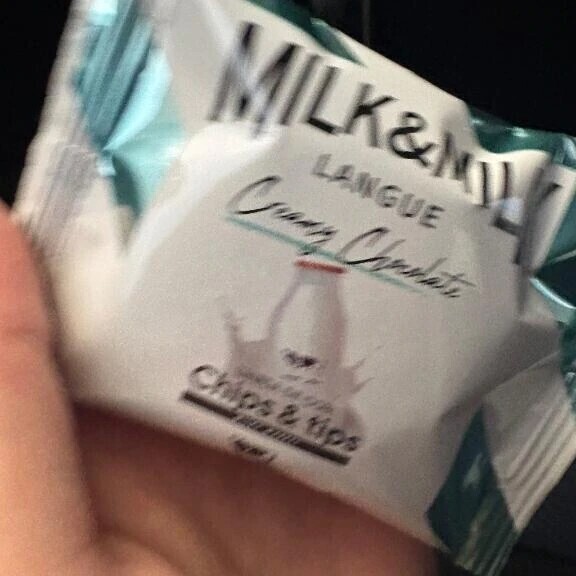 MILK&MILK
LANGUE
Creamy Chocolate
Chips & tips